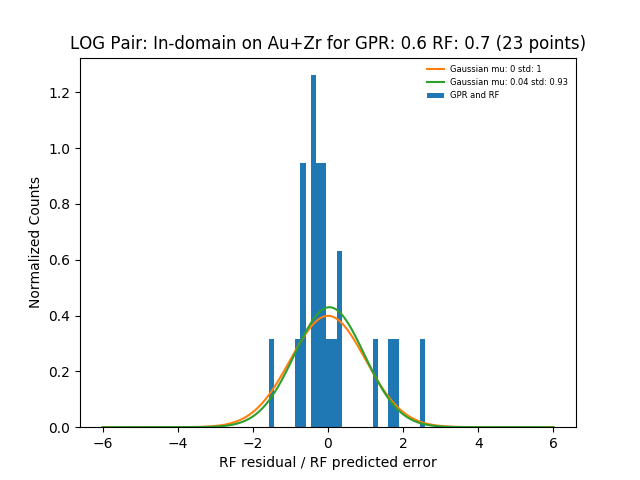 LOG Pair: In-domain on Au+Zr for GPR: 0.6 RF: 0.7 (23 points)
Gaussian mu: 0 std: 1
Gaussian mu: 0.04 std: 0.93
GPR and RF
Normalized Counts
1.2
1.0
0.8
0.6
0.4
0.2
0.0
−6 −4 −2 0 2 4 6
RF residual / RF predicted error